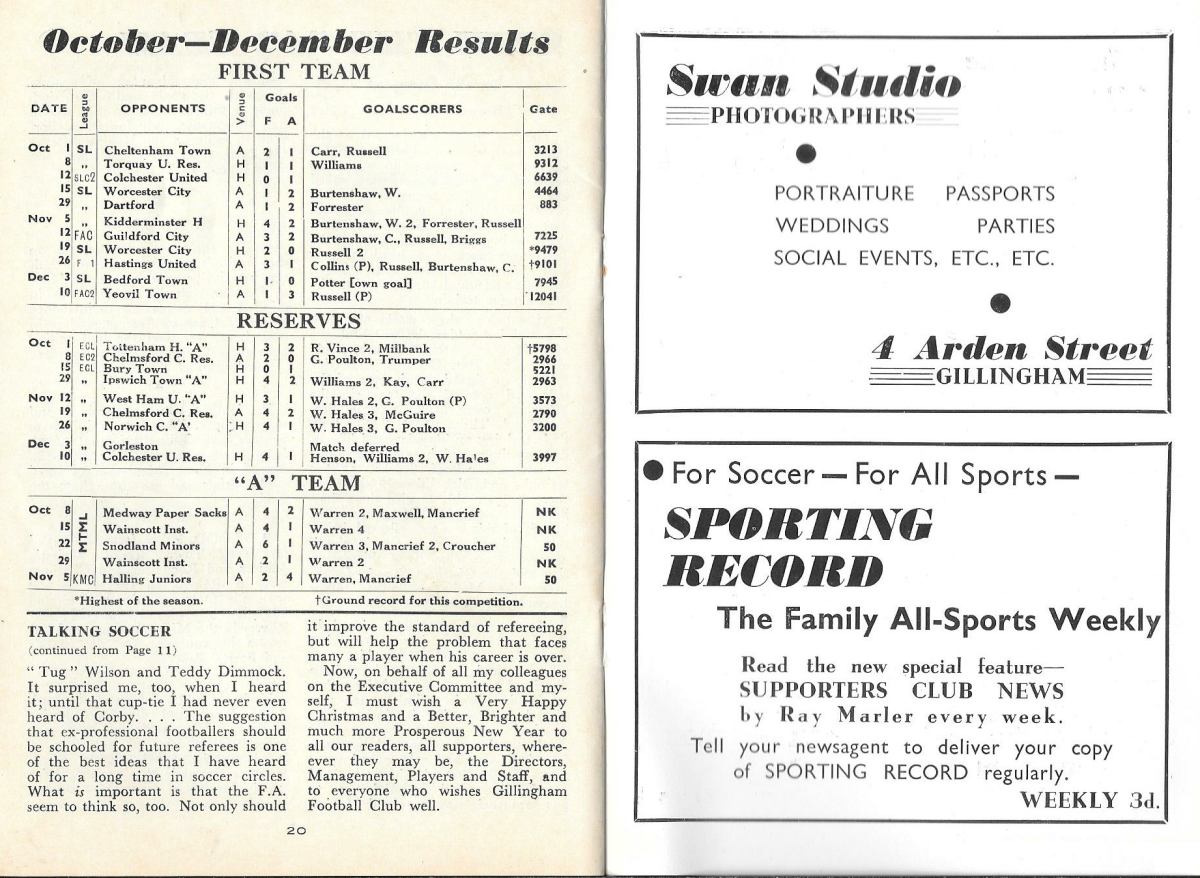 October—December Results
FIRST TEAM
DATE League OPPONENTS Venue Goals F A GOALSCORERS Gate
Oct 1 SL Cheltenham Town A 2 1 Carr, Russell 3213
8 ,, Torquay U. Res. H 1 1 Williams 9312
12 SLC2 Colchester United H 0 1 6639
15 SL Worcester City A 1 2 Burtenshaw, W. 4464
29 ,, Dartford A 1 2 Forrester 883
Nov 5 ,, Kidderminster H H 4 2 Burtenshaw, W. 2, Forrester, Russell
12 FAC Guildford City A 3 2 Burtenshaw, C., Russell, Briggs 7225
19 SL Worcester City H 2 0 Russell 2 *9479
26 F 1 Hastings United A 3 1 Collins (P), Russell, Burtenshaw, C. †9101
Dec 3 SL Bedford Town H 1 0 Potter [own goal] 7945
10 FAC2 Yeovil Town A 1 3 Russell (P) 12041
RESERVES
Oct 1 ECL Tottenham H. "A" H 3 2 R. Vince 2, Millbank †5798
8 EC2 Chelmsford C. Res. A 2 0 G. Poulton, Trumper 2966
15 ECL Bury Town H 0 1 5221
29 ,, Ipswich Town "A" H 4 2 Williams 2, Kay, Carr 2963
Nov 12 ,, West Ham U. "A" H 3 1 W. Hales 2, G. Poulton (P) 3573
19 ,, Chelmsford C. Res. A 4 2 W. Hales 3, McGuire 2790
26 ,, Norwich C. "A' H 4 1 W. Hales 3, G. Poulton 3200
Dec 3 ,, Gorleston Match deferred
10 ,, Colchester U. Res. H 4 1 Henson, Williams 2, W. Hales 3997
"A" TEAM
Oct 8 MTML Medway Paper Sacks A 4 2 Warren 2, Maxwell, Mancrief NK
15 Wainscott Inst. A 4 1 Warren 4 NK
22 Snodland Minors A 6 1 Warren 3, Mancrief 2, Croucher 50
29 Wainscott Inst. A 2 1 Warren 2 NK
Nov 5 KMC Halling Juniors A 2 4 Warren, Mancrief 50
*Highest of the season. †Ground record for this competition.
TALKING SOCCER
(continued from Page 11)
" Tug " Wilson and Teddy Dimmock.
It surprised me, too, when I heard
it; until that cup-tie I had never even
heard of Corby. . . . The suggestion
that ex-professional footballers should
be schooled for future referees is one
of the best ideas that I have heard
of for a long time in soccer circles.
What is important is that the F.A.
seem to think so, too. Not only should
it improve the standard of refereeing,
but will help the problem that faces
many a player when his career is over.
Now, on behalf of all my colleagues
on the Executive Committee and my-
self, I must wish a Very Happy
Christmas and a Better, Brighter and
much more Prosperous New Year to
all our readers, all supporters, where-
ever they may be, the Directors,
Management, Players and Staff, and
to everyone who wishes Gillingham
Football Club well.
20
Swan Studio
PHOTOGRAPHERS
PORTRAITURE PASSPORTS
WEDDINGS PARTIES
SOCIAL EVENTS, ETC., ETC.
4 Arden Street
GILLINGHAM
For Soccer — For All Sports —
SPORTING
RECORD
The Family All-Sports Weekly
Read the new special feature—
SUPPORTERS CLUB NEWS
by Ray Marler every week.
Tell your newsagent to deliver your copy
of SPORTING RECORD regularly.
WEEKLY 3d.